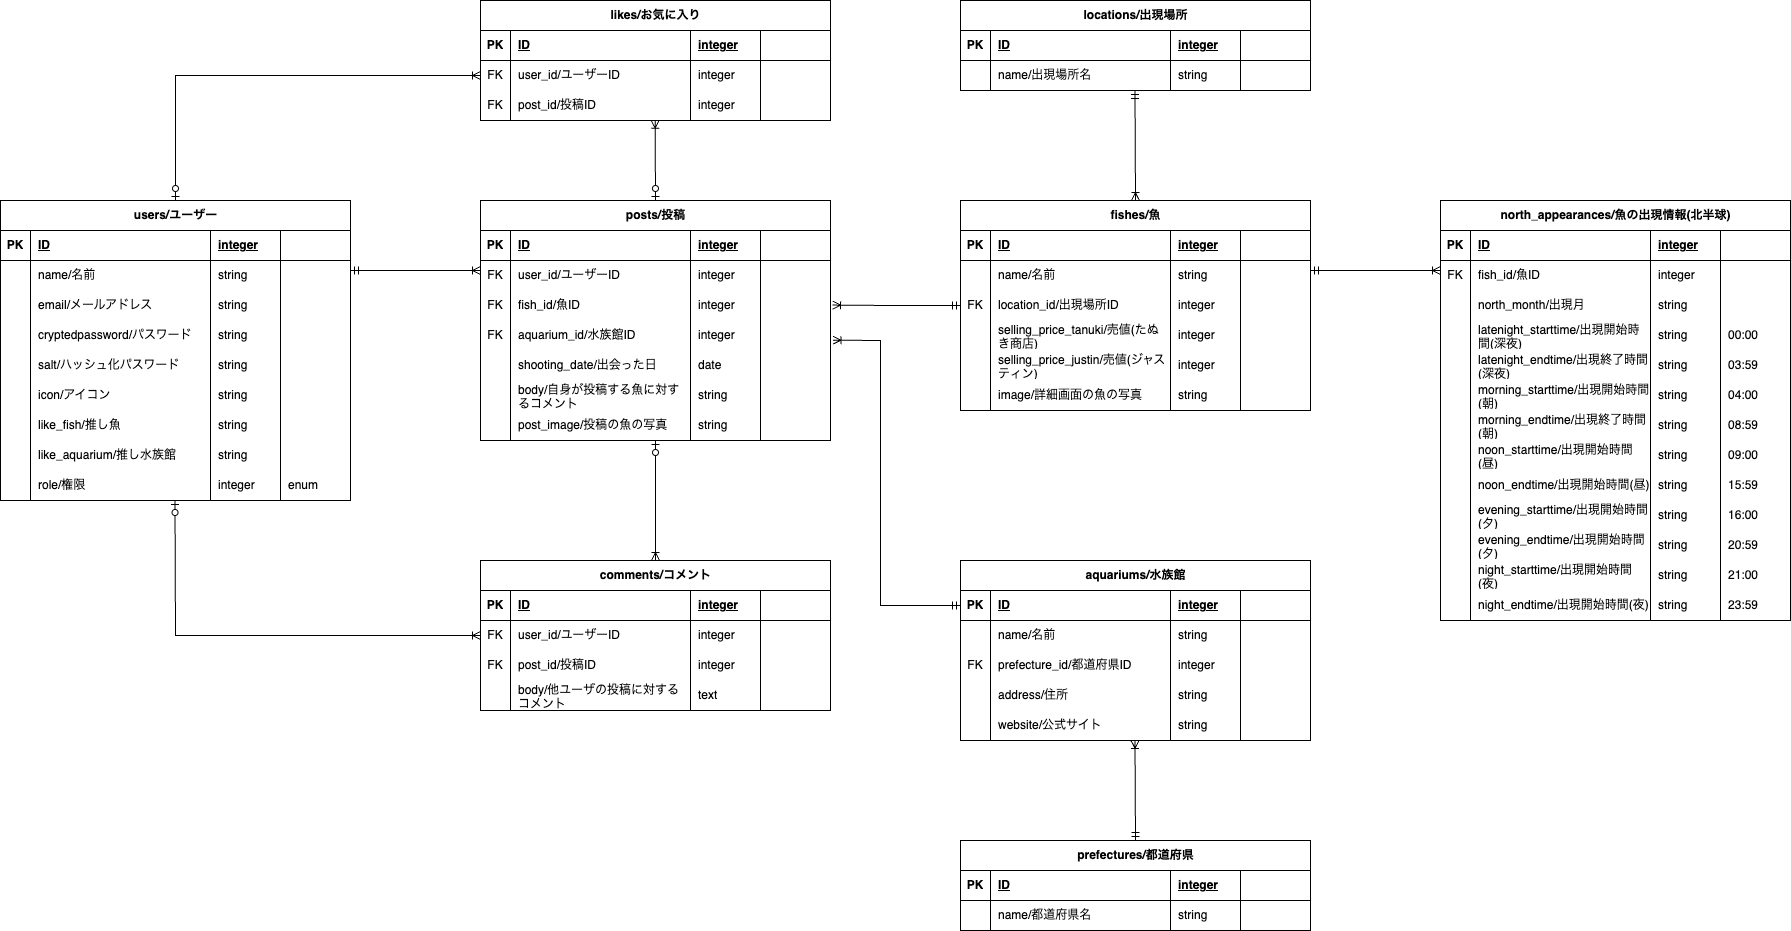 likes/お気に入り
PK ID integer
FK user_id/ユーザーID integer
FK post_id/投稿ID integer
locations/出現場所
PK ID integer
name/出現場所名 string
users/ユーザー
PK ID integer
name/名前 string
email/メールアドレス string
cryptedpassword/パスワード string
salt/ハッシュ化パスワード string
icon/アイコン string
like_fish/推し魚 string
like_aquarium/推し水族館 string
role/権限 integer enum
posts/投稿
PK ID integer
FK user_id/ユーザーID integer
FK fish_id/魚ID integer
FK aquarium_id/水族館ID integer
shooting_date/出会った日 date
body/自身が投稿する魚に対す
るコメント string
post_image/投稿の魚の写真 string
fishes/魚
PK ID integer
name/名前 string
FK location_id/出現場所ID integer
selling_price_tanuki/売値(たぬ
き商店) integer
selling_price_justin/売値(ジャス
ティン) integer
image/詳細画面の魚の写真 string
north_appearances/魚の出現情報(北半球)
PK ID integer
FK fish_id/魚ID integer
north_month/出現月 string
latenight_starttime/出現開始時
間(深夜) string 00:00
latenight_endtime/出現終了時間
(深夜) string 03:59
morning_starttime/出現開始時間
(朝) string 04:00
morning_endtime/出現終了時間
(朝) string 08:59
noon_starttime/出現開始時間
(昼) string 09:00
noon_endtime/出現開始時間(昼) string 15:59
evening_starttime/出現開始時間
(夕) string 16:00
evening_endtime/出現開始時間
(夕) string 20:59
night_starttime/出現開始時間
(夜) string 21:00
night_endtime/出現開始時間(夜) string 23:59
comments/コメント
PK ID integer
FK user_id/ユーザーID integer
FK post_id/投稿ID integer
body/他ユーザの投稿に対する
コメント text
aquariums/水族館
PK ID integer
name/名前 string
FK prefecture_id/都道府県ID integer
address/住所 string
website/公式サイト string
prefectures/都道府県
PK ID integer
name/都道府県名 string